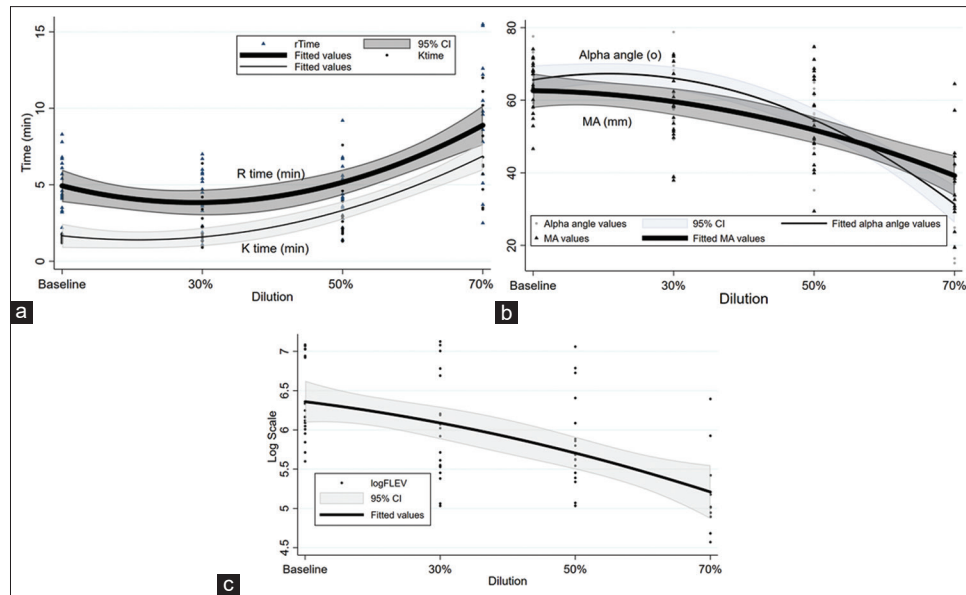 15
10
5
0
Time (min)
rTime 95% CI
Fitted values Ktime
Fitted values
R time (min)
K time (min)
Baseline 30% 50% 70%
Dilution
a
80
60
40
20
Alpha angle (o)
MA (mm)
Alpha angle values 95% CI Fitted alpha anlge values
MA values Fitted MA values
Baseline 30% 50% 70%
Dilution
b
7
6.5
6
5.5
5
4.5
Log Scale
logFLEV
95% CI
Fitted values
Baseline 30% 50% 70%
Dilution
c